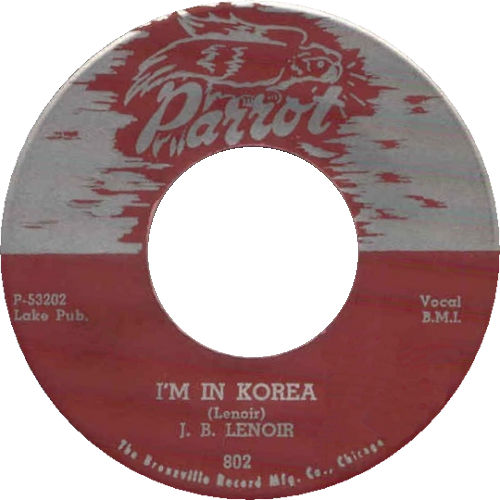 Parrot
P-53202
Lake Pub.
Vocal
B.M.I.
I'M IN KOREA
(Lenoir)
J. B. LENOIR
802
The Bronzville Record Mfg. Co., Chicago